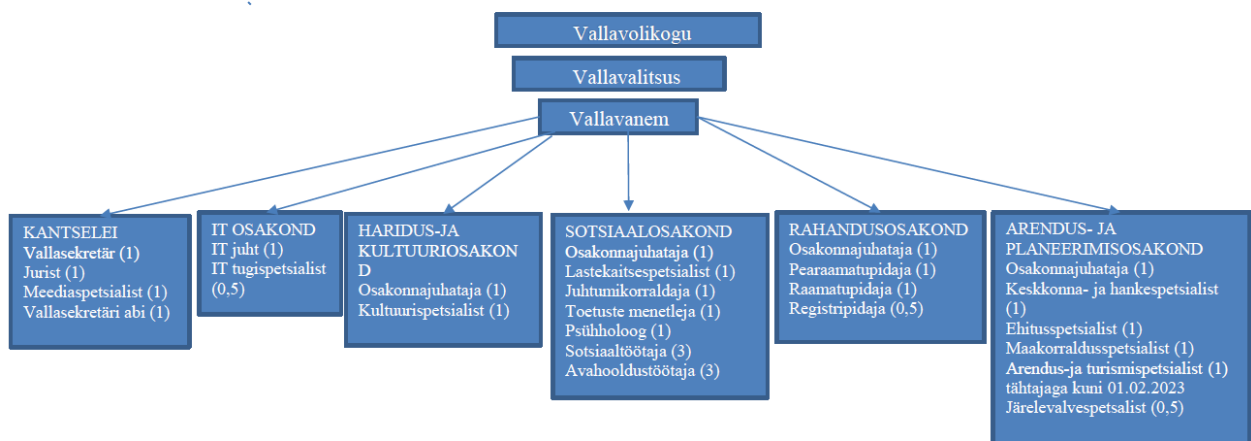 Vallavolikogu
Vallavalitsus
Vallavanem
KANTSELEI
Vallasekretär (1)
Jurist (1)
Meediaspetsialist (1)
Vallasekretäri abi (1)
IT OSAKOND
IT juht (1)
IT tugispetsialist
(0,5)
HARIDUS-JA
KULTUURIOSAKON
D
Osakonnajuhataja (1)
Kultuurispetsialist (1)
SOTSIAALOSAKOND
Osakonnajuhataja (1)
Lastekaitsespetsialist (1)
Juhtumikorraldaja (1)
Toetuste menetleja (1)
Psühholoog (1)
Sotsiaaltöötaja (3)
Avahooldustöötaja (3)
RAHANDUSOSAKOND
Osakonnajuhataja (1)
Pearaamatupidaja (1)
Raamatupidaja (1)
Registripidaja (0,5)
ARENDUS- JA
PLANEERIMISOSAKOND
Osakonnajuhataja (1)
Keskkonna- ja hankespetsialist
(1)
Ehitusspetsialist (1)
Maakorraldusspetsialist (1)
Arendus-ja turismispetsialist (1)
tähtajaga kuni 01.02.2023
Järelevalvespetsalist (0,5)